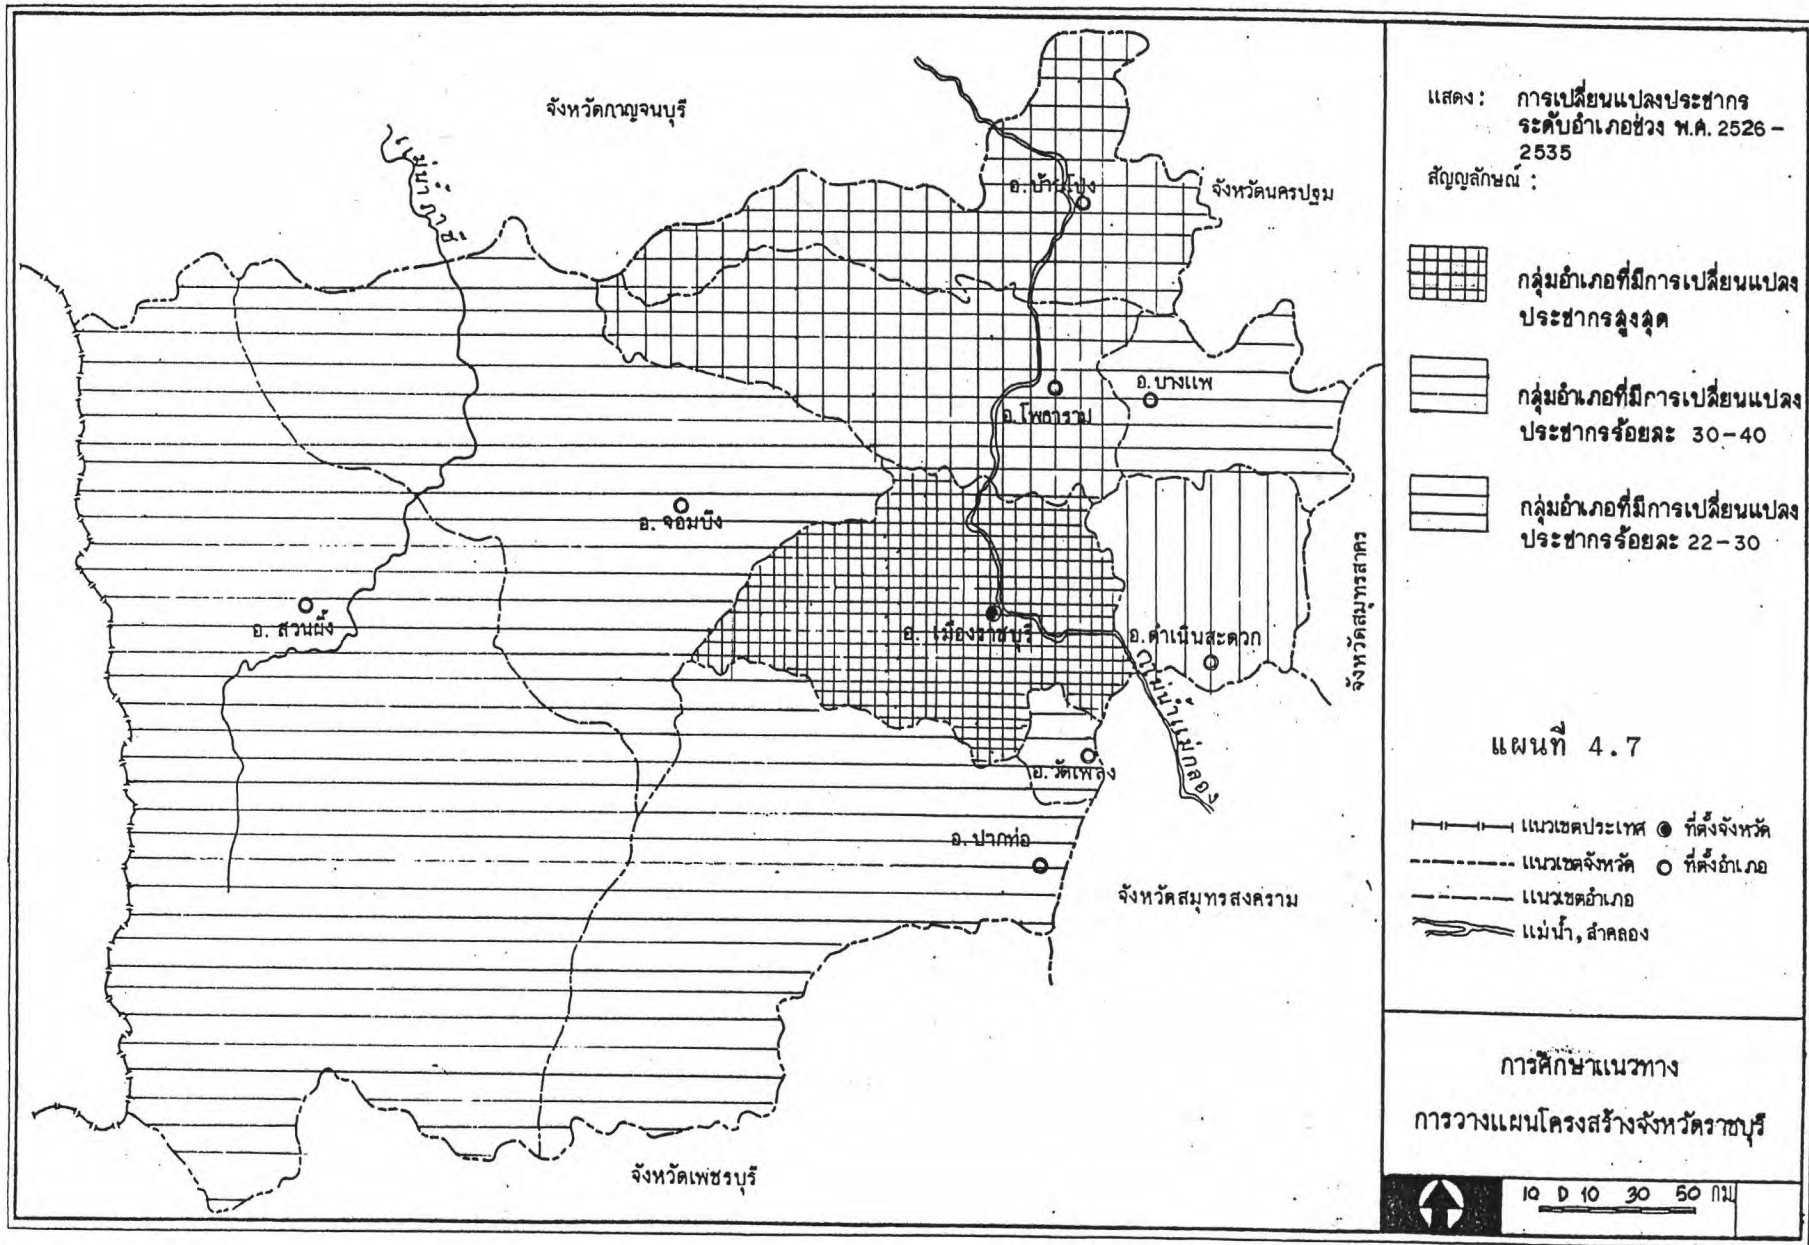 จังหวัดกาญจนบุรี
อ.บ้านโป่ง
จังหวัดนครปฐม
อ.บางแพ
อ.โพธาราม
อ. จอมบึง
อ. สวนผึ้ง
อ. เมืองราชบุรี
อ.ดำเนินสะดวก
จังหวัดสมุทรสาคร
แม่น้ำแม่กลอง
อ.วัดเพลง
อ.ปากท่อ
จังหวัดสมุทรสงคราม
จังหวัดเพชรบุรี
แสดง : การเปลี่ยนแปลงประชากร
ระดับอำเภอช่วง พ.ศ. 2526 -
2535
สัญญลักษณ์ :
กลุ่มอำเภอที่มีการเปลี่ยนแปลง
ประชากรสูงสุด
กลุ่มอำเภอที่มีการเปลี่ยนแปลง
ประชากรร้อยละ 30-40
กลุ่มอำเภอที่มีการเปลี่ยนแปลง
ประชากรร้อยละ 22-30
แผนที่ 4.7
แนวเขตประเทศ ที่ตั้งจังหวัด
แนวเขตจังหวัด ที่ตั้งอำเภอ
แนวเขตอำเภอ
แม่น้ำ, ลำคลอง
การศึกษาแนวทาง
การวางแผนโครงสร้างจังหวัดราชบุรี
10 0 10 30 50 กม